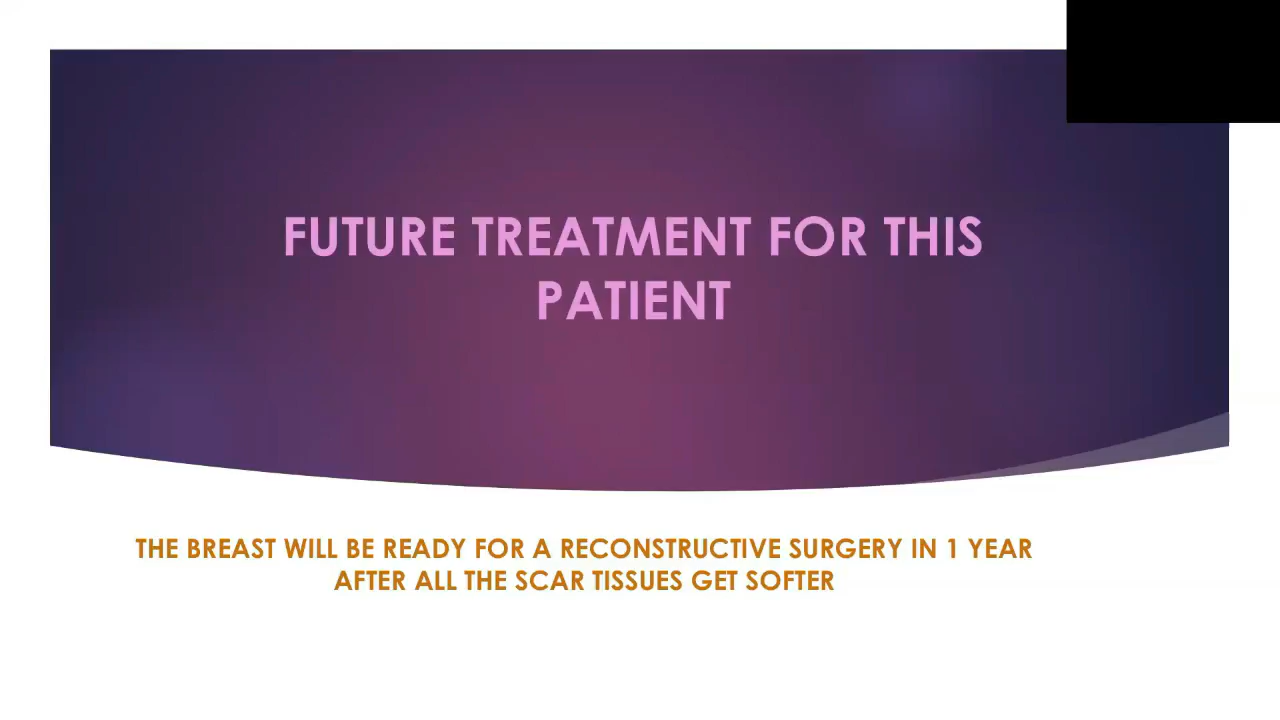 FUTURE TREATMENT FOR THIS
PATIENT
THE BREAST WILL BE READY FOR A RECONSTRUCTIVE SURGERY IN 1 YEAR
AFTER ALL THE SCAR TISSUES GET SOFTER